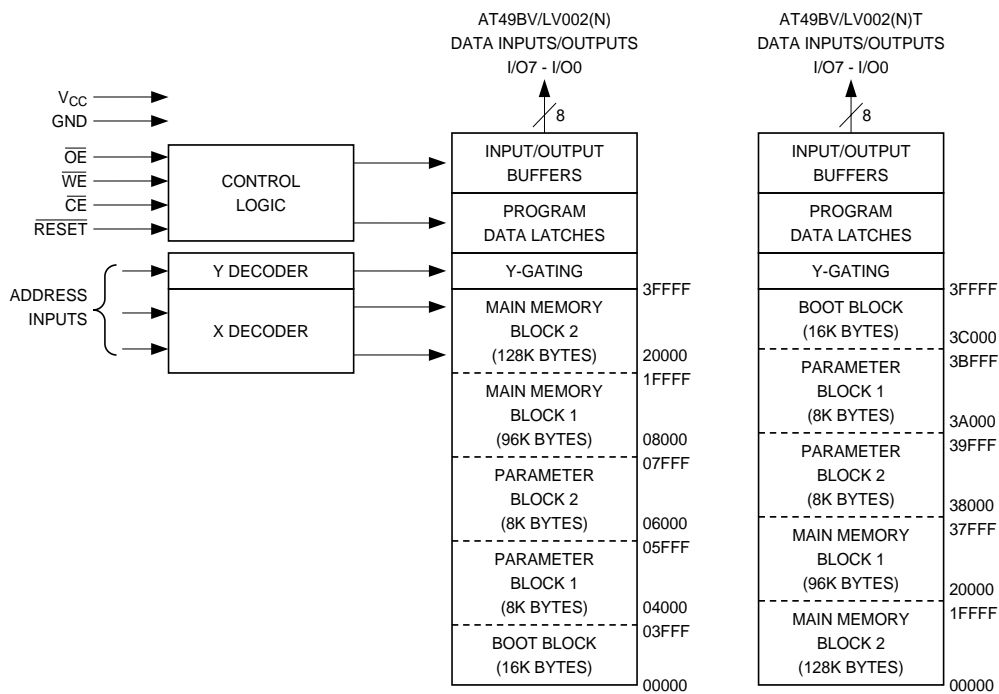 AT49BV/LV002(N)
DATA INPUTS/OUTPUTS
I/O7 - I/O0
8
AT49BV/LV002(N)T
DATA INPUTS/OUTPUTS
I/O7 - I/O0
8
VCC
GND
OE
WE
CE
RESET
ADDRESS
INPUTS
CONTROL
LOGIC
Y DECODER
X DECODER
INPUT/OUTPUT
BUFFERS
PROGRAM
DATA LATCHES
Y-GATING
3FFFF
MAIN MEMORY
BLOCK 2
(128K BYTES)
20000
1FFFF
MAIN MEMORY
BLOCK 1
(96K BYTES)
08000
07FFF
PARAMETER
BLOCK 2
(8K BYTES)
06000
05FFF
PARAMETER
BLOCK 1
(8K BYTES)
04000
03FFF
BOOT BLOCK
(16K BYTES)
00000
INPUT/OUTPUT
BUFFERS
PROGRAM
DATA LATCHES
Y-GATING
3FFFF
BOOT BLOCK
(16K BYTES)
3C000
3BFFF
PARAMETER
BLOCK 1
(8K BYTES)
3A000
39FFF
PARAMETER
BLOCK 2
(8K BYTES)
38000
37FFF
MAIN MEMORY
BLOCK 1
(96K BYTES)
20000
1FFFF
MAIN MEMORY
BLOCK 2
(128K BYTES)
00000